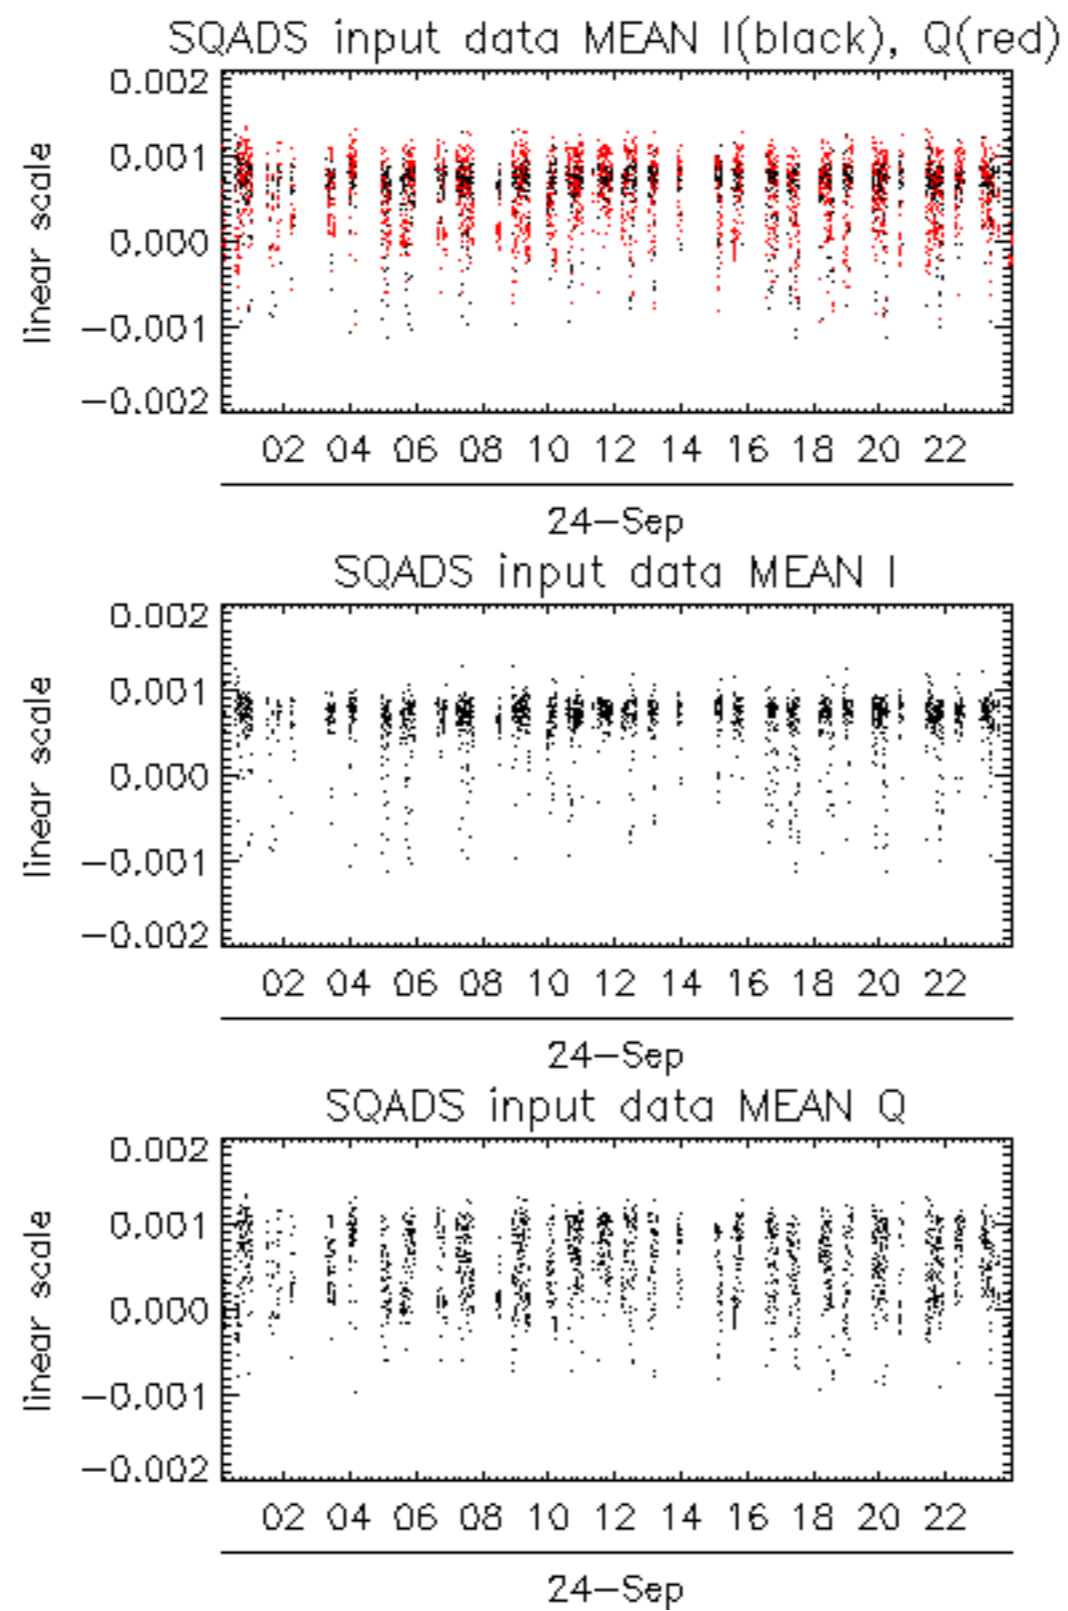 SQADS input data MEAN I(black), Q(red)
0.002
0.001
0.000
−0.001
−0.002
linear scale
02 04 06 08 10 12 14 16 18 20 22
24−Sep
SQADS input data MEAN I
0.002
0.001
0.000
−0.001
−0.002
linear scale
02 04 06 08 10 12 14 16 18 20 22
24−Sep
SQADS input data MEAN Q
0.002
0.001
0.000
−0.001
−0.002
linear scale
02 04 06 08 10 12 14 16 18 20 22
24−Sep